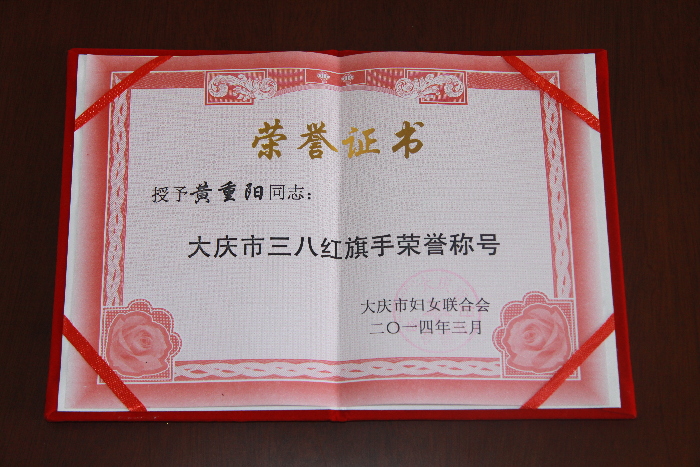 荣誉证书
授予黄重阳同志：
大庆市三八红旗手荣誉称号
大庆市妇女联合会
二〇一四年三月